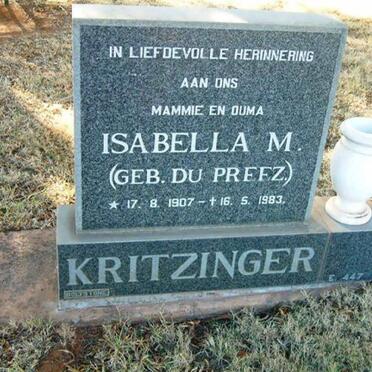 IN LIEFDEVOLLE HERINNERING
AAN ONS
MAMMIE EN OUMA
ISABELLA M.
(GEB. DU PREEZ.)
★ 17. 8. 1907 - † 16. 5. 1983.
KRITZINGER
E 447